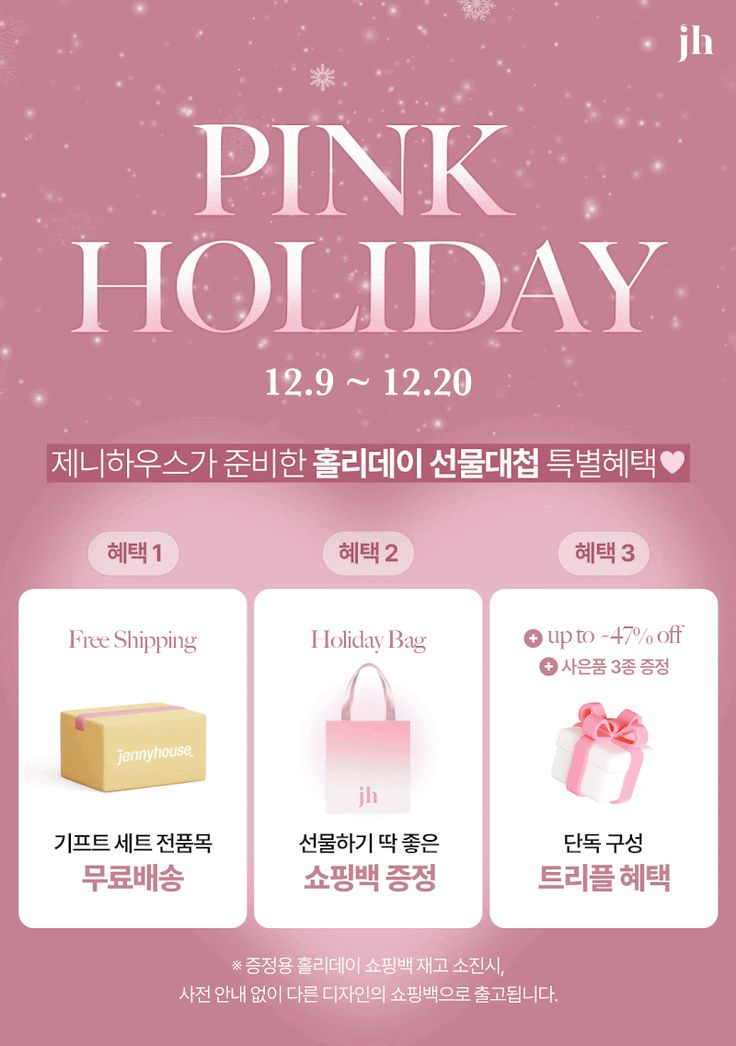 jh
PINK
HOLIDAY
12.9 ~ 12.20
제니하우스가 준비한 홀리데이 선물대첩 특별혜택
혜택 1
혜택 2
혜택 3
Free Shipping
jennyhouse_
기프트 세트 전품목
무료배송
Holiday Bag
jh
선물하기 딱 좋은
쇼핑백 증정
+ up to ~47% off
+ 사은품 3종 증정
단독 구성
트리플 혜택
※ 증정용 홀리데이 쇼핑백 재고 소진시,
사전 안내 없이 다른 디자인의 쇼핑백으로 출고됩니다.